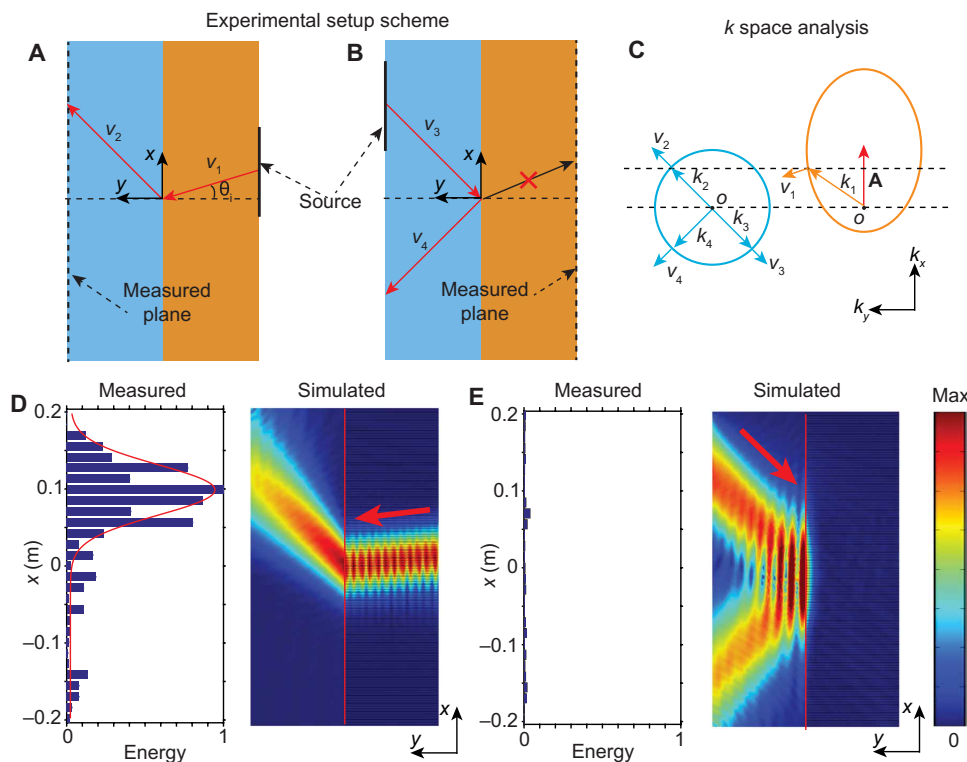 Experimental setup scheme
k space analysis
A
B
C
v2
x
v1
y
θi
Source
Measured
plane
v3
x
y
v4
Measured
plane
v2
k2
o
k3
k4
v4
v3
v1
k1
A
o
kx
ky
D
Measured
Simulated
E
Measured
Simulated
Max
0.2
0.1
0
–0.1
–0.2
x (m)
0
1
Energy
x
y
0.2
0.1
0
–0.1
–0.2
x (m)
0
1
Energy
x
y
0